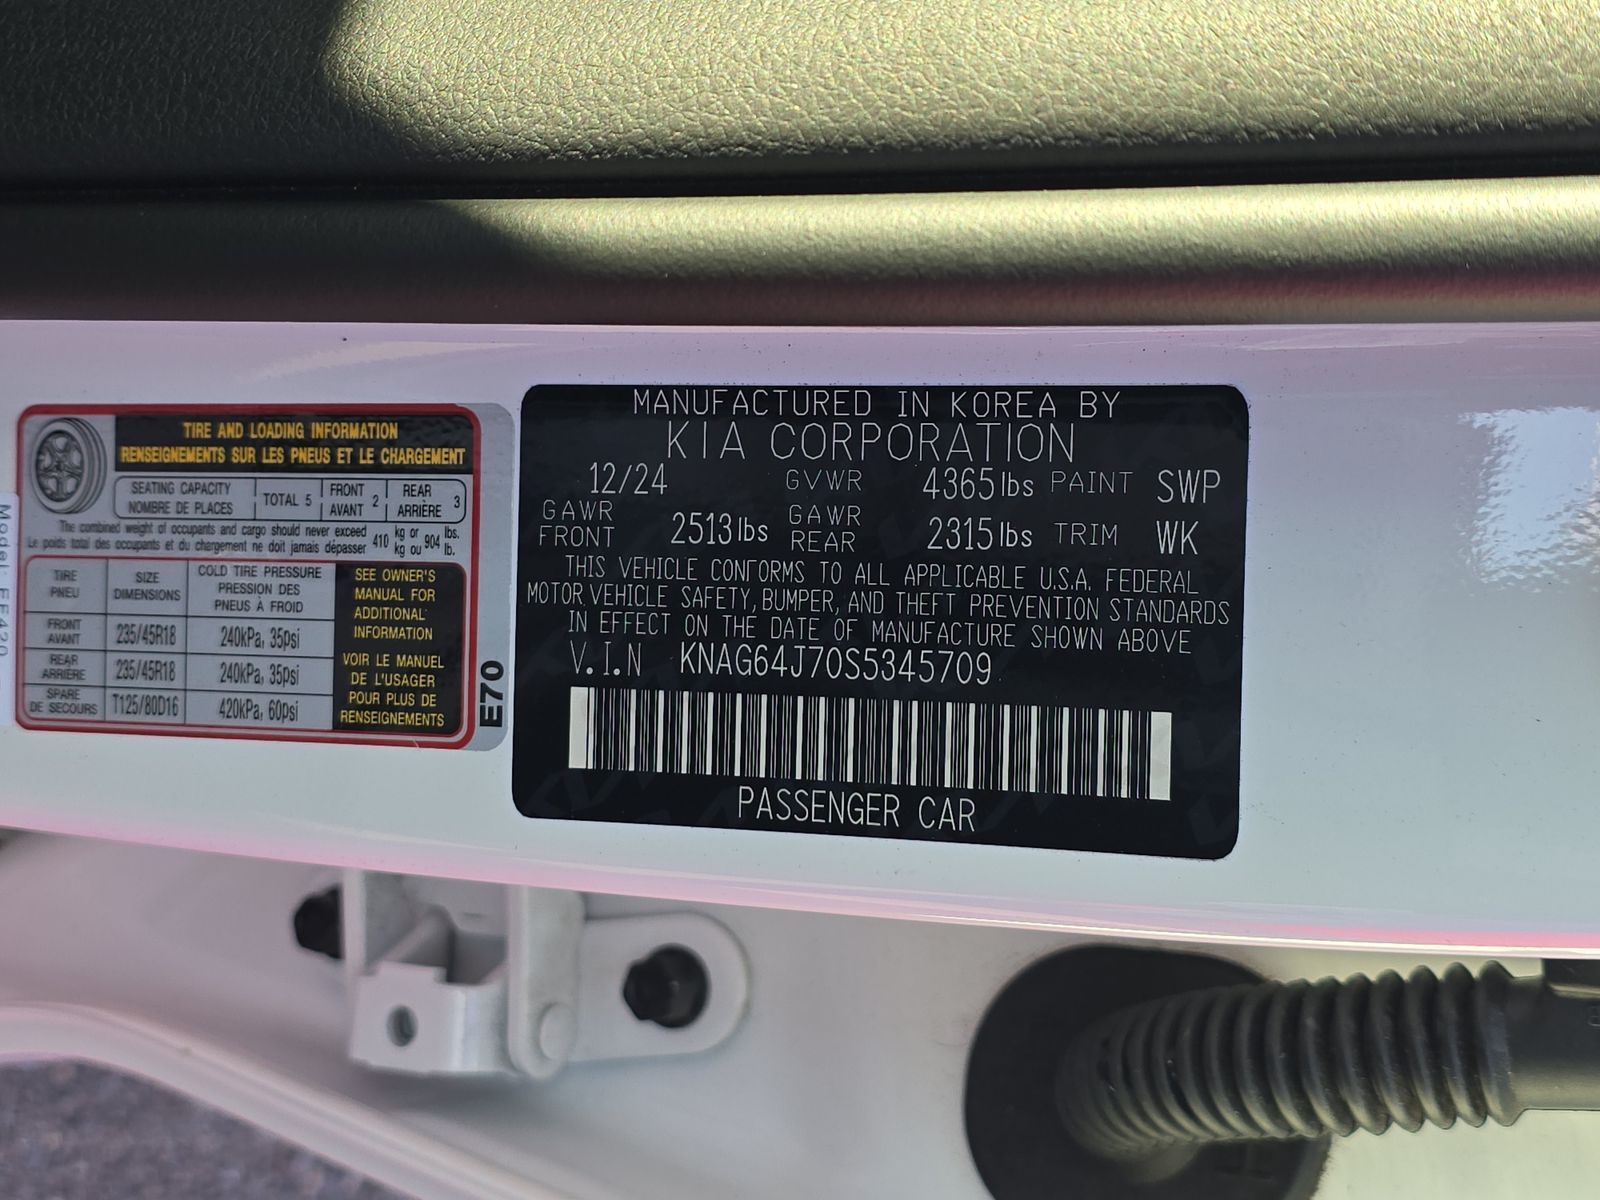 TIRE AND LOADING INFORMATION
RENSEIGNEMENTS SUR LES PNEUS ET LE CHARGEMENT
SEATING CAPACITY
NOMBRE DE PLACES
TOTAL 5
FRONT
AVANT 2
REAR
ARRIÈRE 3
The combined weight of occupants and cargo should never exceed 410 kg or 904 lbs.
Le poids total des occupants et du chargement ne doit jamais dépasser 410 kg ou 904 lb.
TIRE
PNEU
SIZE
DIMENSIONS
COLD TIRE PRESSURE
PRESSION DES
PNEUS À FROID
FRONT
AVANT
235/45R18
240kPa, 35psi
REAR
ARRIÈRE
235/45R18
240kPa, 35psi
SPARE
DE SECOURS
T125/80D16
420kPa, 60psi
SEE OWNER'S
MANUAL FOR
ADDITIONAL
INFORMATION
VOIR LE MANUEL
DE L'USAGER
POUR PLUS DE
RENSEIGNEMENTS
E70
MANUFACTURED IN KOREA BY
KIA CORPORATION
12/24 GVWR 4365lbs PAINT SWP
GAWR
FRONT 2513lbs
GAWR
REAR 2315lbs TRIM WK
THIS VEHICLE CONFORMS TO ALL APPLICABLE U.S.A. FEDERAL
MOTOR VEHICLE SAFETY, BUMPER, AND THEFT PREVENTION STANDARDS
IN EFFECT ON THE DATE OF MANUFACTURE SHOWN ABOVE
V.I.N KNAG64J70S5345709
PASSENGER CAR
Model: